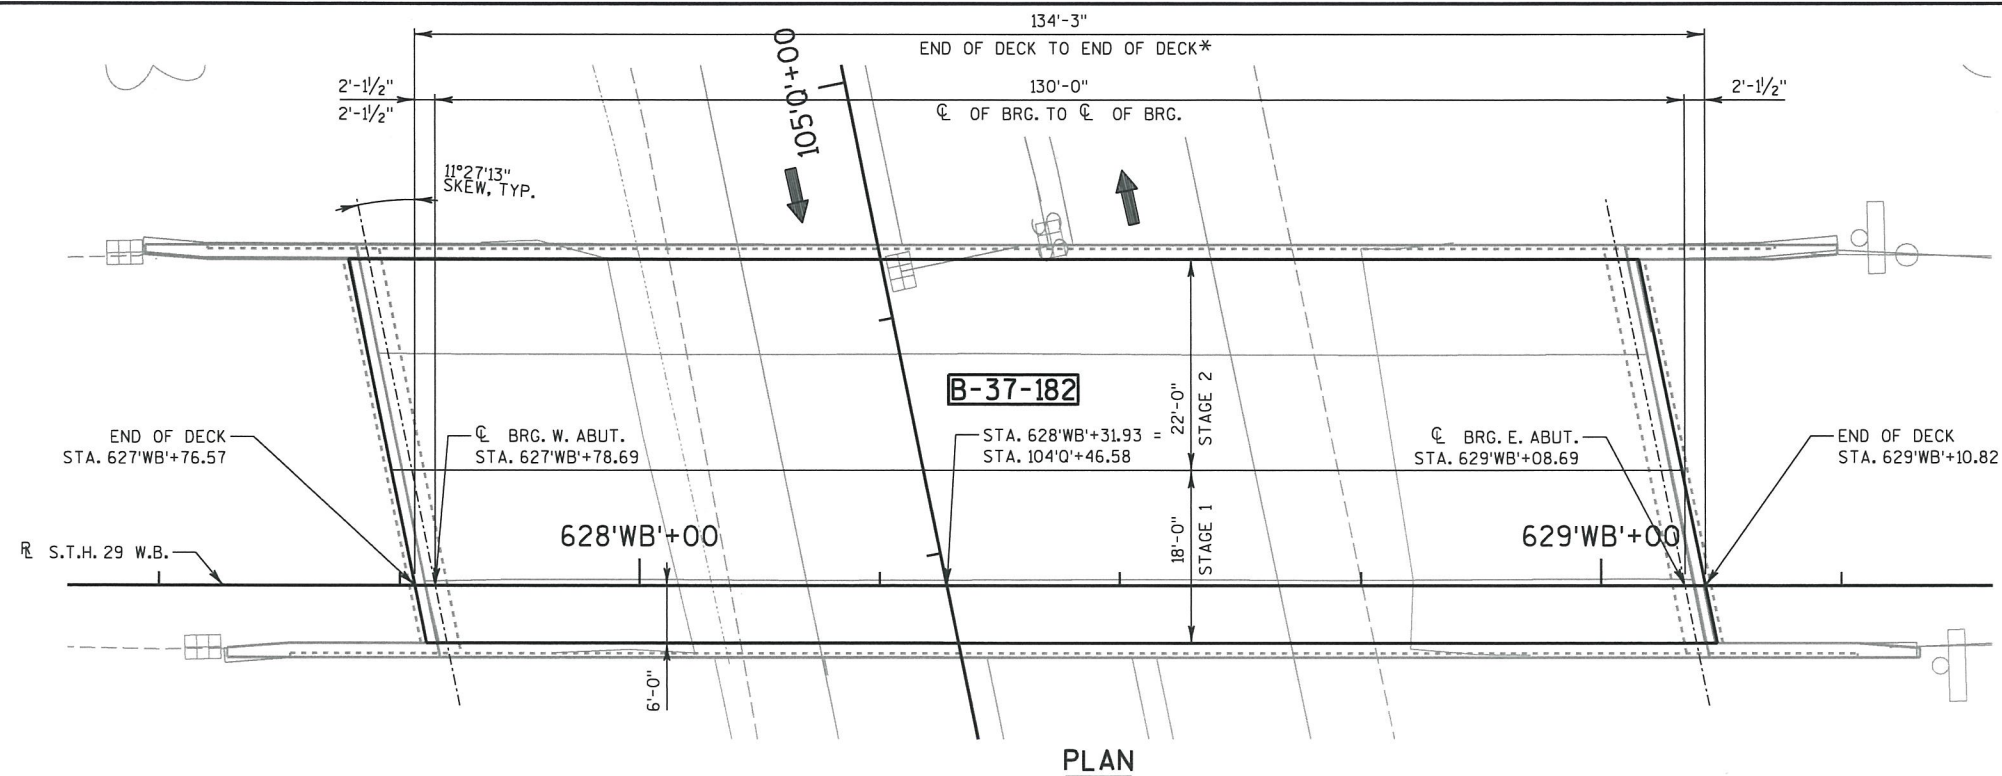 134'-3"
END OF DECK TO END OF DECK*
2'-1½"
2'-1½"
130'-0"
℄ OF BRG. TO ℄ OF BRG.
2'-1½"
105'Q'+00
11°27'13"
SKEW, TYP.
B-37-182
22'-0"
STAGE 2
END OF DECK
STA. 627'WB'+76.57
℄ BRG. W. ABUT.
STA. 627'WB'+78.69
STA. 628'WB'+31.93 =
STA. 104'Q'+46.58
℄ BRG. E. ABUT.
STA. 629'WB'+08.69
END OF DECK
STA. 629'WB'+10.82
18'-0"
STAGE 1
628'WB'+00
629'WB'+00
RL S.T.H. 29 W.B.
6'-0"
PLAN